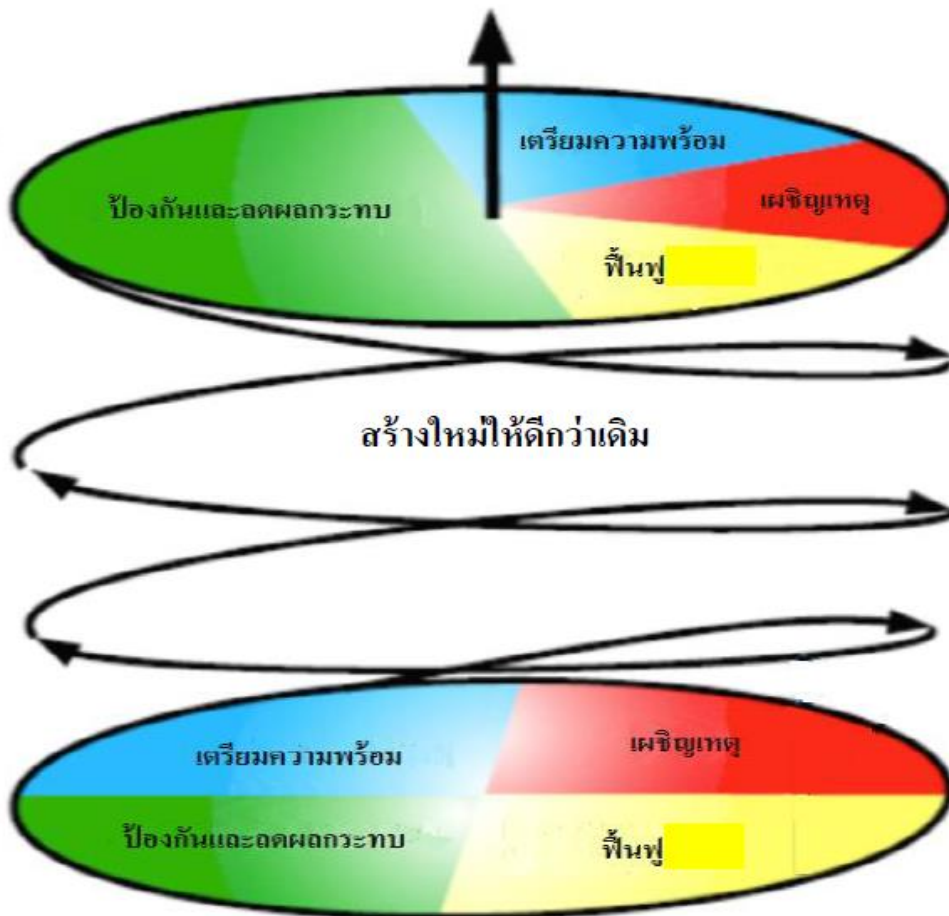 เตรียมความพร้อม
ป้องกันและลดผลกระทบ
เผชิญเหตุ
ฟื้นฟู
สร้างใหม่ให้ดีกว่าเดิม
เตรียมความพร้อม
เผชิญเหตุ
ป้องกันและลดผลกระทบ
ฟื้นฟู